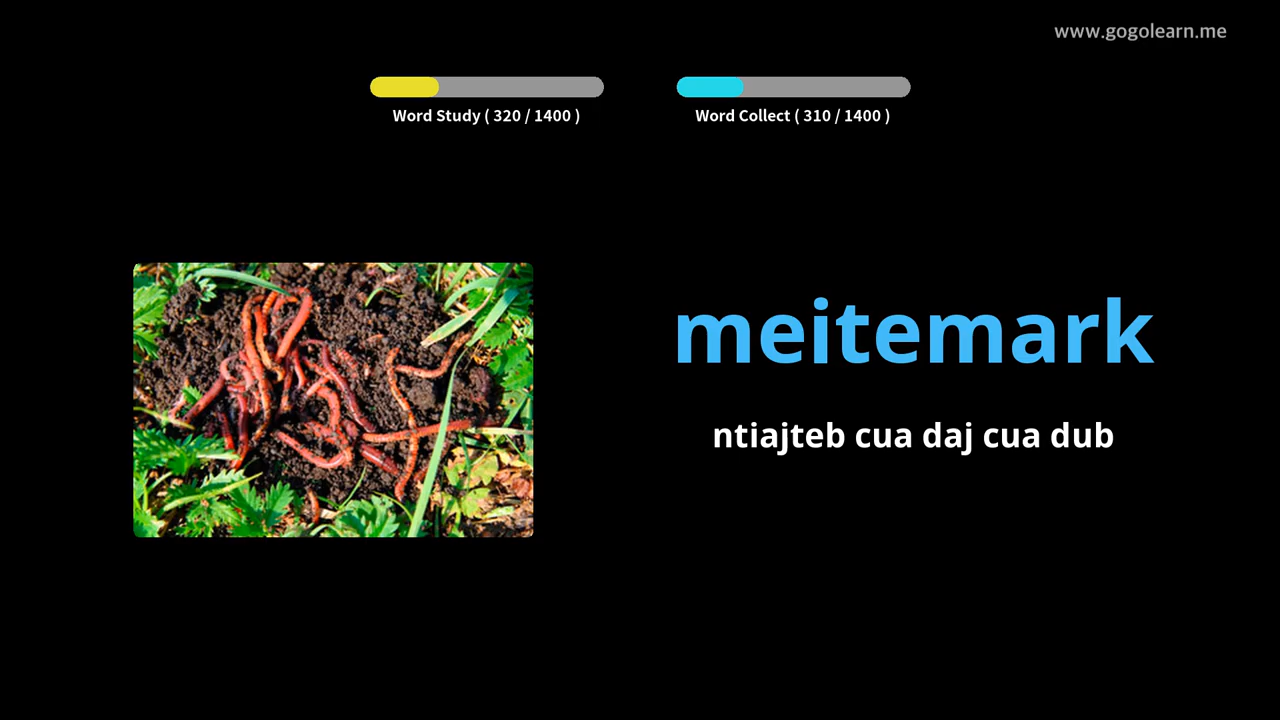 www.gogolearn.me
Word Study ( 320 / 1400 )
Word Collect ( 310 / 1400 )
meitemark
ntiajteb cua daj cua dub